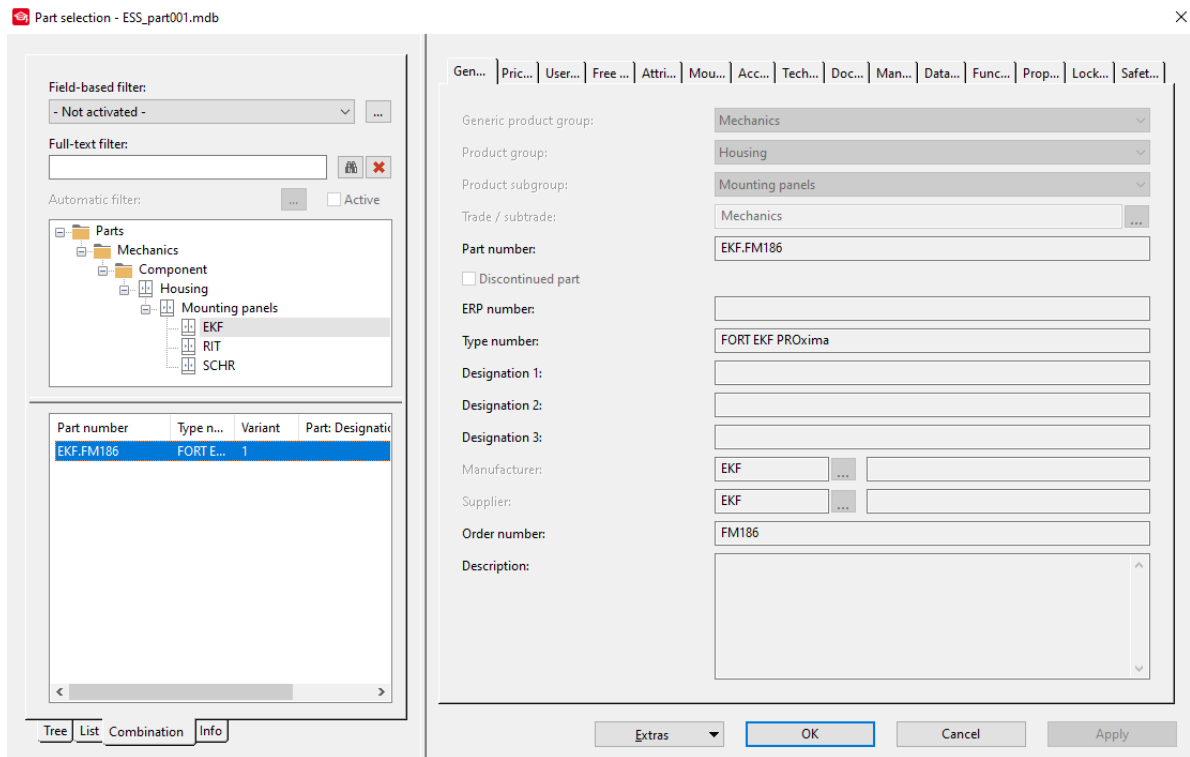 Part selection - ESS_part001.mdb
Field-based filter:
- Not activated -
...
Full-text filter:
Automatic filter:
...
Active
Parts
Mechanics
Component
Housing
Mounting panels
EKF
RIT
SCHR
Part number Type n... Variant Part: Designatic
EKF.FM186 FORT E... 1
Tree List Combination Info
Gen... Pric... User... Free ... Attri... Mou... Acc... Tech... Doc... Man... Data... Func... Prop... Lock... Safet...
Generic product group: Mechanics
Product group: Housing
Product subgroup: Mounting panels
Trade / subtrade: Mechanics ...
Part number: EKF.FM186
Discontinued part
ERP number:
Type number: FORT EKF PROxima
Designation 1:
Designation 2:
Designation 3:
Manufacturer: EKF ...
Supplier: EKF ...
Order number: FM186
Description:
Extras OK Cancel Apply